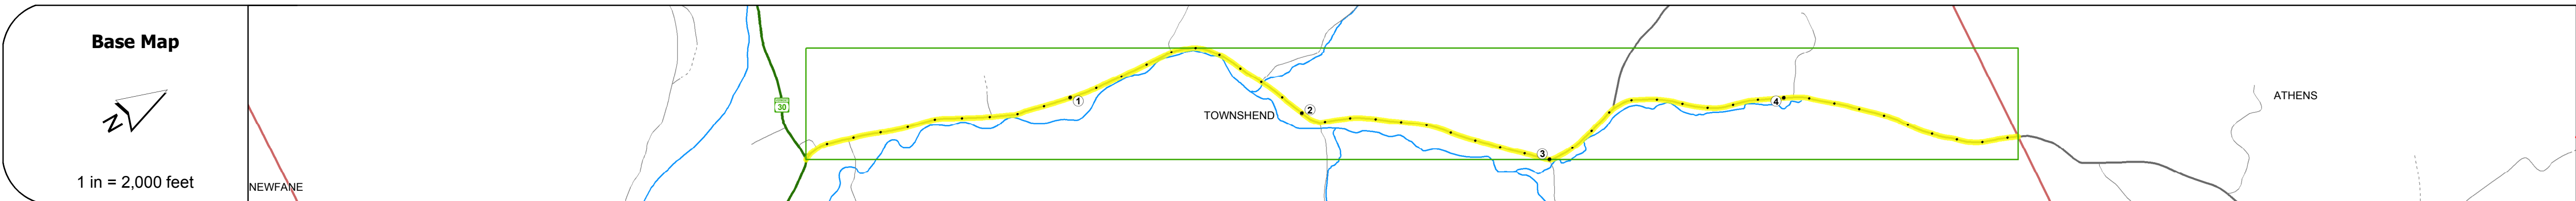 Base Map
N
1 in = 2,000 feet
NEWFANE
30
1
TOWNSHEND
2
3
4
ATHENS